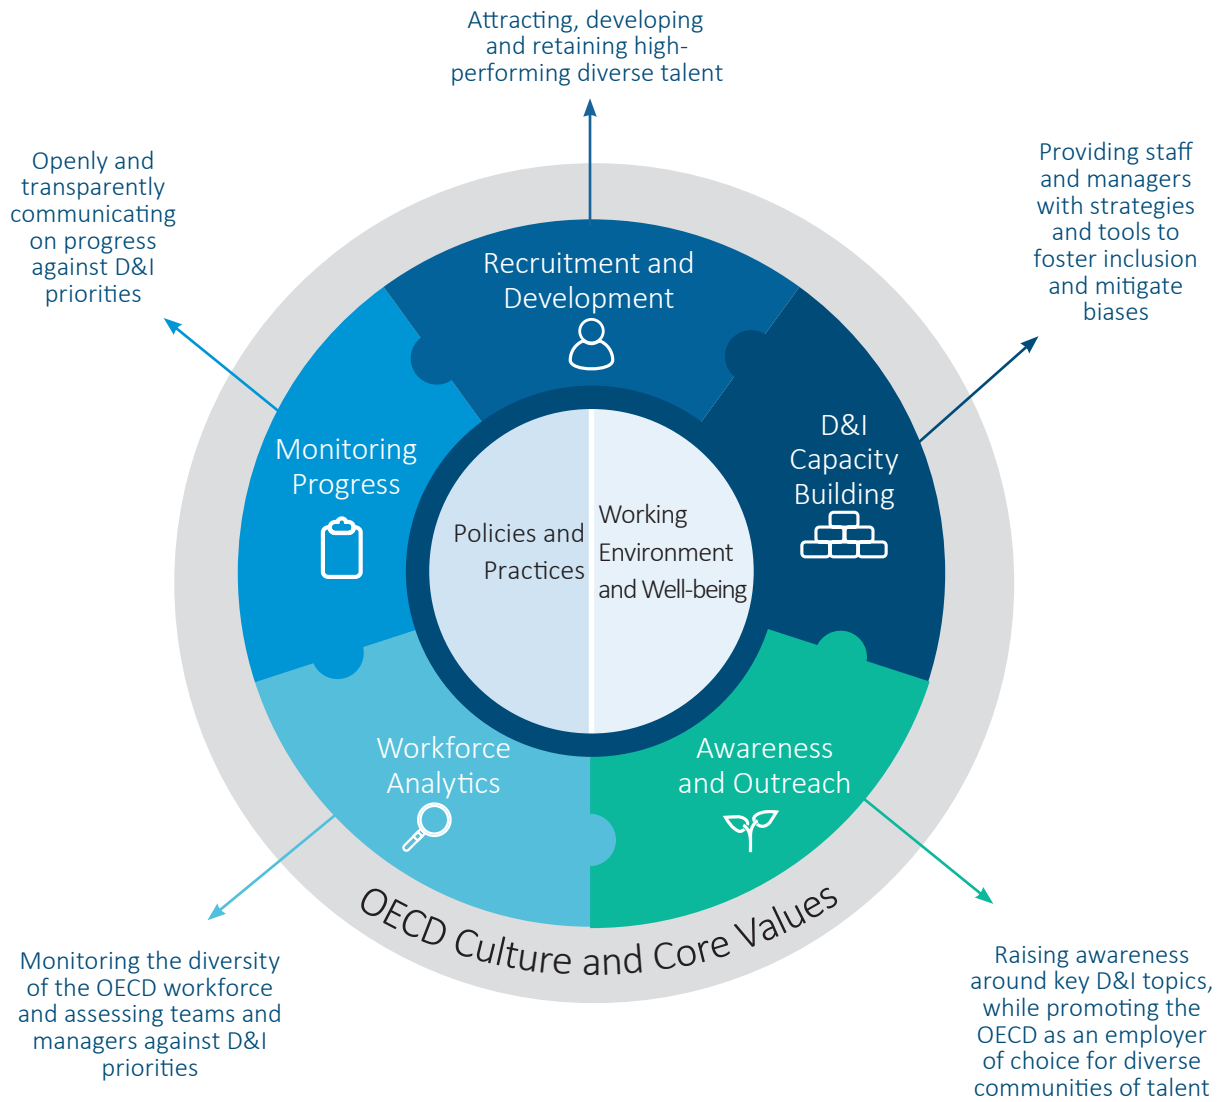 Attracting, developing
and retaining high-
performing diverse talent
Openly and
transparently
communicating
on progress
against D&I
priorities
Providing staff
and managers
with strategies
and tools to
foster inclusion
and mitigate
biases
Recruitment and
Development
Monitoring
Progress
D&I
Capacity
Building
Policies and
Practices
Working
Environment
and Well-being
Workforce
Analytics
Awareness
and Outreach
OECD Culture and Core Values
Monitoring the diversity
of the OECD workforce
and assessing teams and
managers against D&I
priorities
Raising awareness
around key D&I topics,
while promoting the
OECD as an employer
of choice for diverse
communities of talent